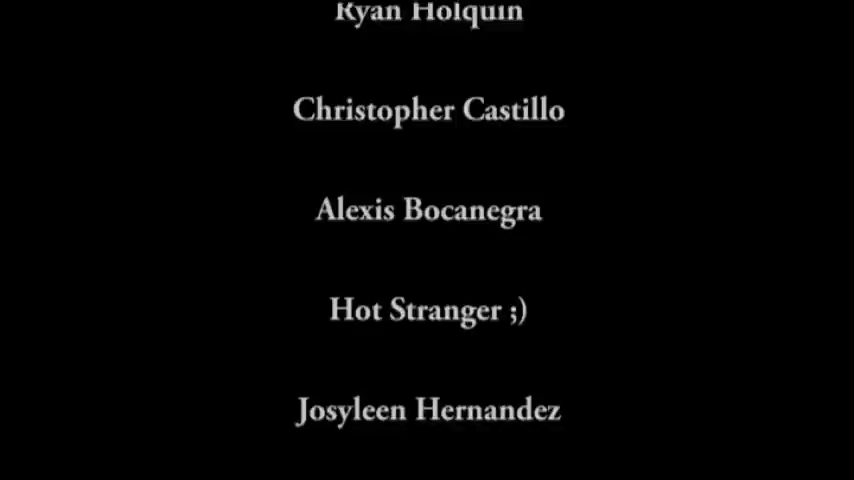 Ryan Holquin
Christopher Castillo
Alexis Bocanegra
Hot Stranger ;)
Josyleen Hernandez